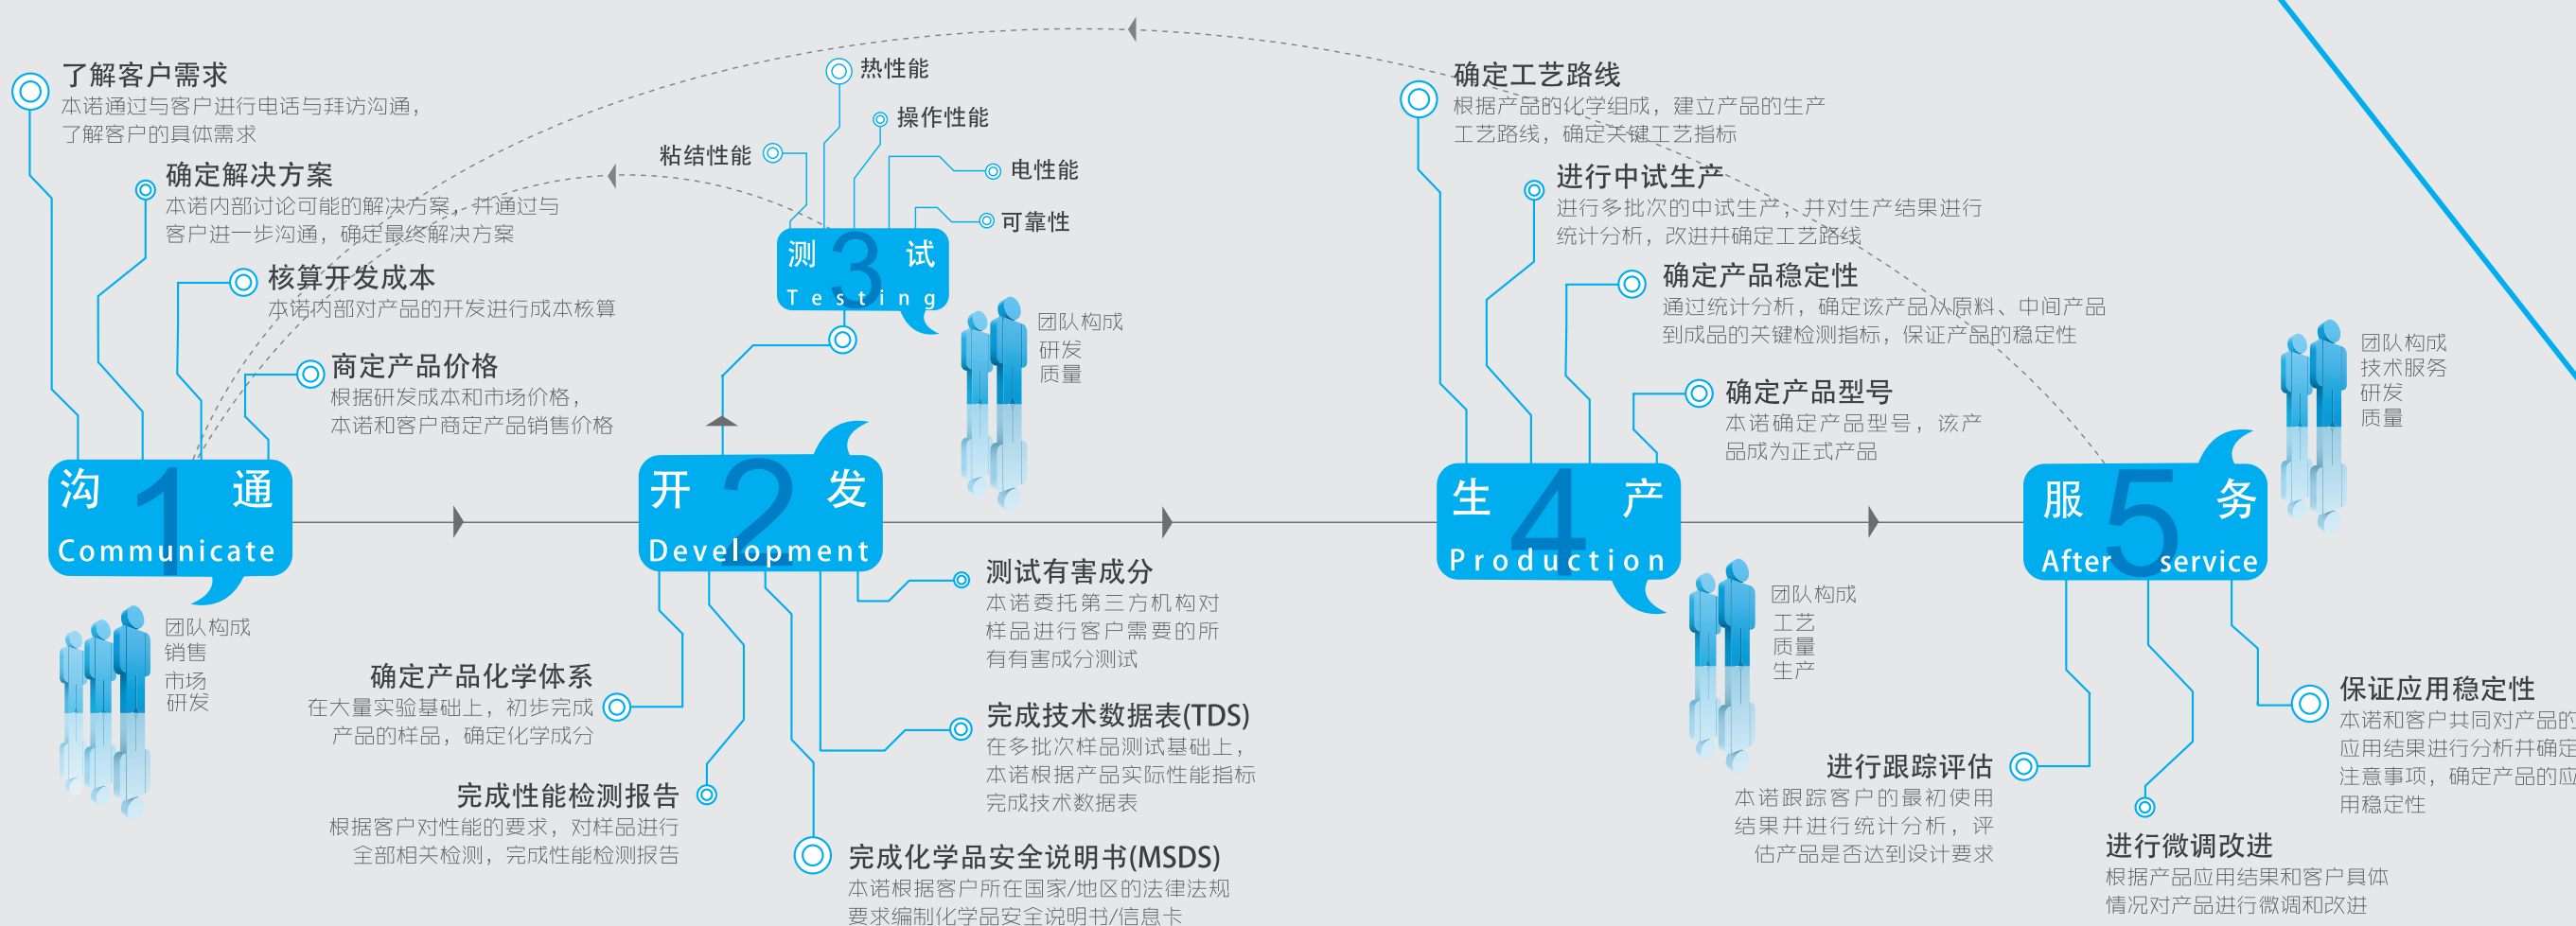 了解客户需求
本诺通过与客户进行电话与拜访沟通，
了解客户的具体需求
确定解决方案
本诺内部讨论可能的解决方案，并通过与
客户进一步沟通，确定最终解决方案
核算开发成本
本诺内部对产品的开发进行成本核算
商定产品价格
根据研发成本和市场价格，
本诺和客户商定产品销售价格
沟 1 通
Communicate
团队构成
销售
市场
研发
热性能
操作性能
粘结性能
电性能
可靠性
测 3 试
Testing
团队构成
研发
质量
开 2 发
Development
确定产品化学体系
在大量实验基础上，初步完成
产品的样品，确定化学成分
完成性能检测报告
根据客户对性能的要求，对样品进行
全部相关检测，完成性能检测报告
测试有害成分
本诺委托第三方机构对
样品进行客户需要的所
有有害成分测试
完成技术数据表(TDS)
在多批次样品测试基础上，
本诺根据产品实际性能指标
完成技术数据表
完成化学品安全说明书(MSDS)
本诺根据客户所在国家/地区的法律法规
要求编制化学品安全说明书/信息卡
确定工艺路线
根据产品的化学组成，建立产品的生产
工艺路线，确定关键工艺指标
进行中试生产
进行多批次的中试生产，并对生产结果进行
统计分析，改进并确定工艺路线
确定产品稳定性
通过统计分析，确定该产品从原料、中间产品
到成品的关键检测指标，保证产品的稳定性
确定产品型号
本诺确定产品型号，该产
品成为正式产品
生 4 产
Production
团队构成
工艺
质量
生产
服 5 务
After service
团队构成
技术服务
研发
质量
进行跟踪评估
本诺跟踪客户的最初使用
结果并进行统计分析，评
估产品是否达到设计要求
进行微调改进
根据产品应用结果和客户具体
情况对产品进行微调和改进
保证应用稳定性
本诺和客户共同对产品的
应用结果进行分析并确定
注意事项，确定产品的应
用稳定性